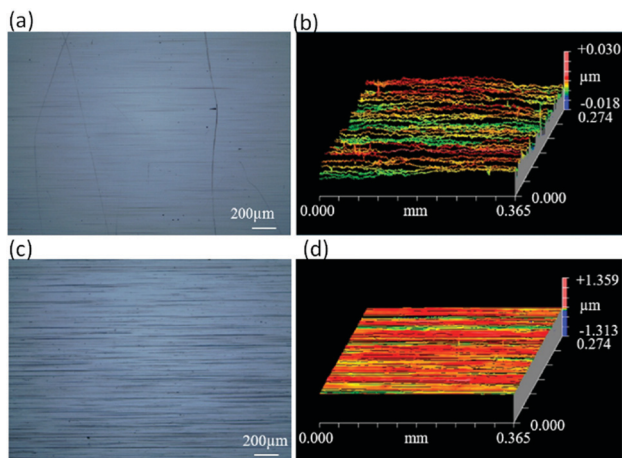 (a)
(b)
200µm
+0.030
µm
-0.018
0.274
0.000
0.000
mm
0.365
(c)
(d)
200µm
+1.359
µm
-1.313
0.274
0.000
0.000
mm
0.365